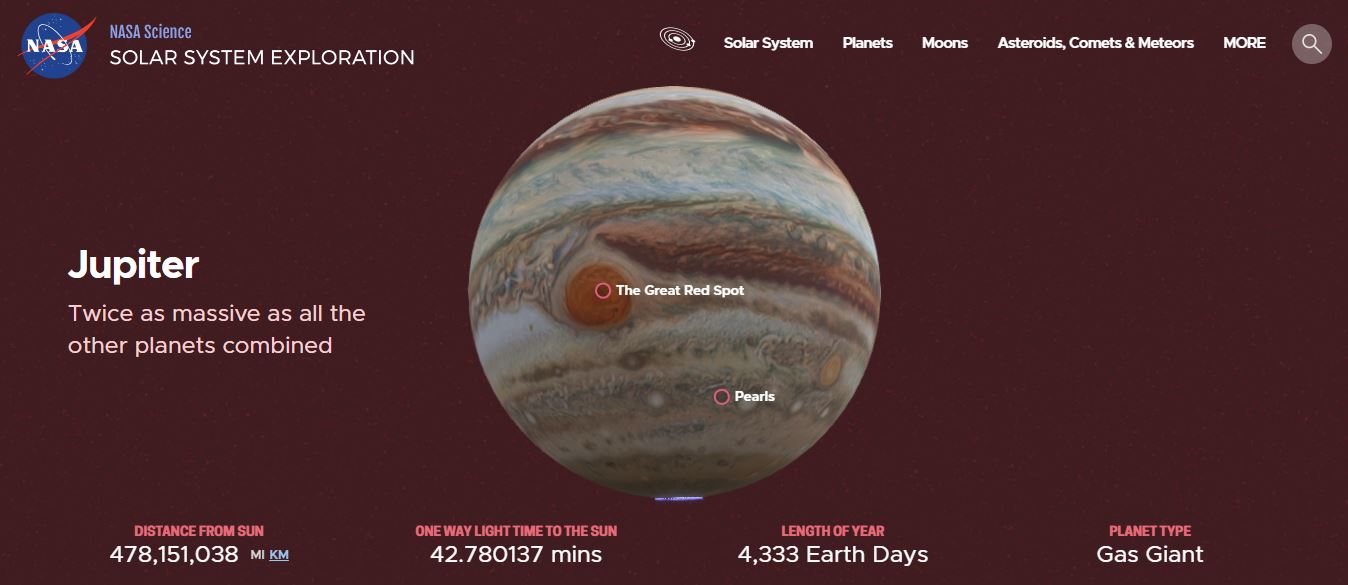 NASA
NASA Science
SOLAR SYSTEM EXPLORATION
Solar System Planets Moons Asteroids, Comets & Meteors MORE
Jupiter
Twice as massive as all the
other planets combined
The Great Red Spot
Pearls
DISTANCE FROM SUN
478,151,038 MI KM
ONE WAY LIGHT TIME TO THE SUN
42.780137 mins
LENGTH OF YEAR
4,333 Earth Days
PLANET TYPE
Gas Giant